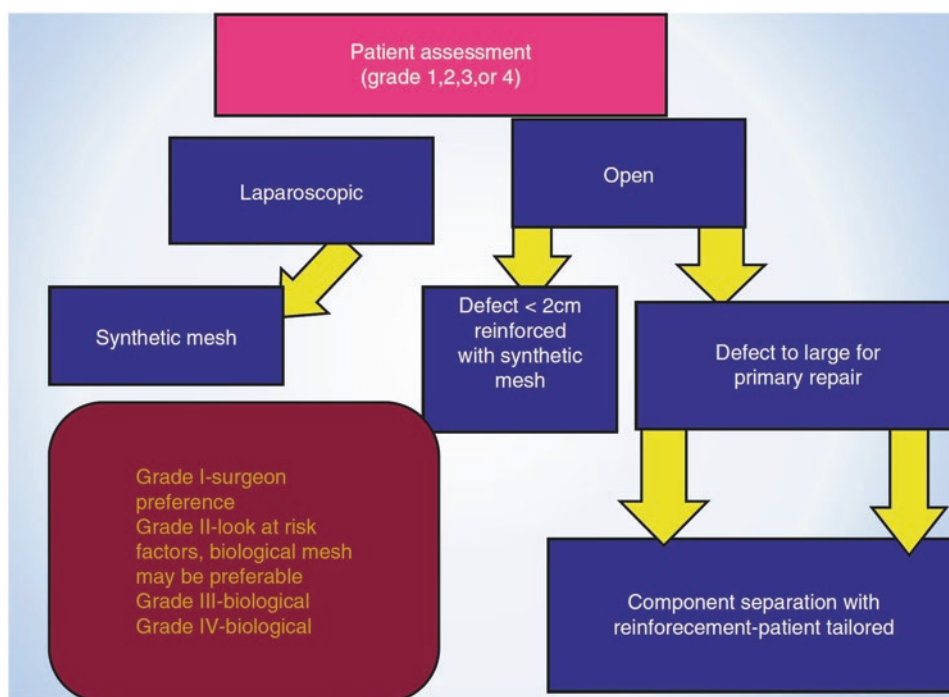 Patient assessment
(grade 1,2,3,or 4)
Laparoscopic
Open
Synthetic mesh
Defect < 2cm
reinforced
with synthetic
mesh
Defect to large for
primary repair
Grade I-surgeon
preference
Grade II-look at risk
factors, biological mesh
may be preferable
Grade III-biological
Grade IV-biological
Component separation with
reinforecement-patient tailored